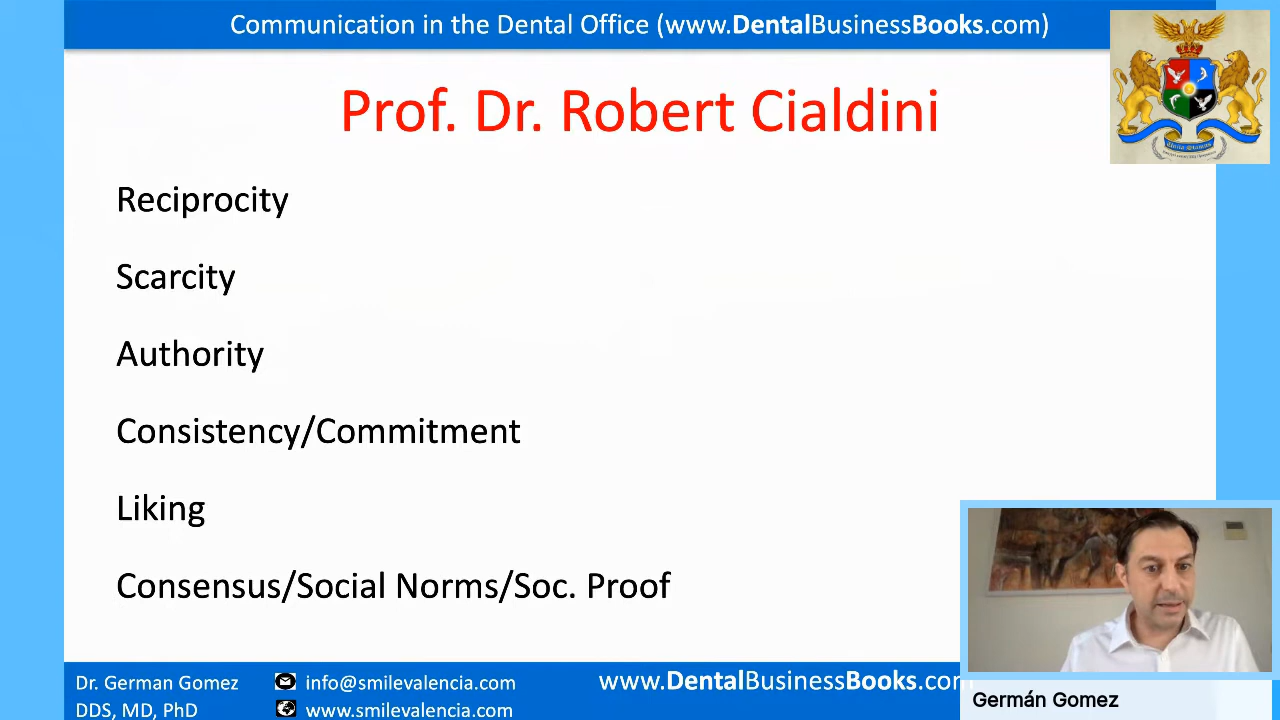 Communication in the Dental Office (www.DentalBusinessBooks.com)
Prof. Dr. Robert Cialdini
Reciprocity
Scarcity
Authority
Consistency/Commitment
Liking
Consensus/Social Norms/Soc. Proof
Dr. German Gomez
info@smilevalencia.com
www.DentalBusinessBooks.com
DDS, MD, PhD
www.smilevalencia.com
Germán Gomez